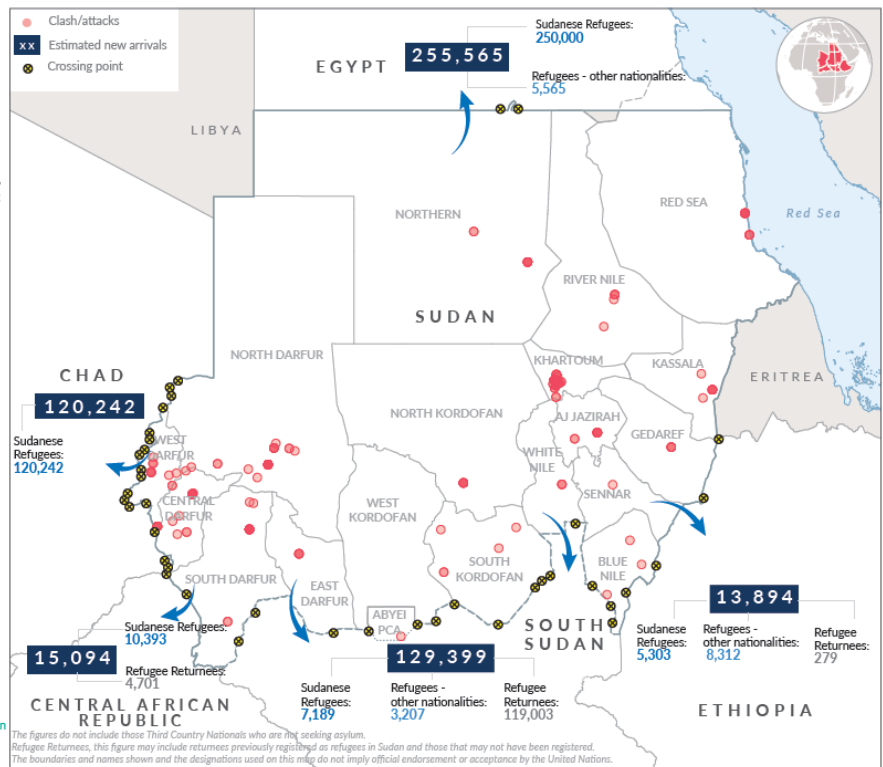 Clash/attacks
xx Estimated new arrivals
Crossing point
EGYPT
255,565
Sudanese Refugees:
250,000
Refugees - other nationalities:
5,565
LIBYA
NORTHERN
RED SEA
Red Sea
RIVER NILE
SUDAN
NORTH DARFUR
KHARTOUM
KASSALA
ERITREA
CHAD
120,242
Sudanese
Refugees:
120,242
NORTH KORDOFAN
AJ JAZIRAH
GEDAREF
WEST
DARFUR
WHITE
NILE
SENNAR
CENTRAL
DARFUR
WEST
KORDOFAN
SOUTH
KORDOFAN
BLUE
NILE
SOUTH DARFUR
EAST
DARFUR
ABYEI
PCA
SOUTH
SUDAN
13,894
Sudanese
Refugees:
5,303
Refugees -
other nationalities:
8,312
Refugee
Returnees:
279
Sudanese Refugees:
10,393
15,094
Refugee Returnees:
4,701
129,399
Sudanese
Refugees:
7,189
Refugees -
other nationalities:
3,207
Refugee
Returnees:
119,003
CENTRAL AFRICAN
REPUBLIC
ETHIOPIA
The figures do not include those Third Country Nationals who are not seeking asylum.
Refugee Returnees, this figure may include returnees previously registered as refugees in Sudan and those that may not have been registered.
The boundaries and names shown and the designations used on this map do not imply official endorsement or acceptance by the United Nations.